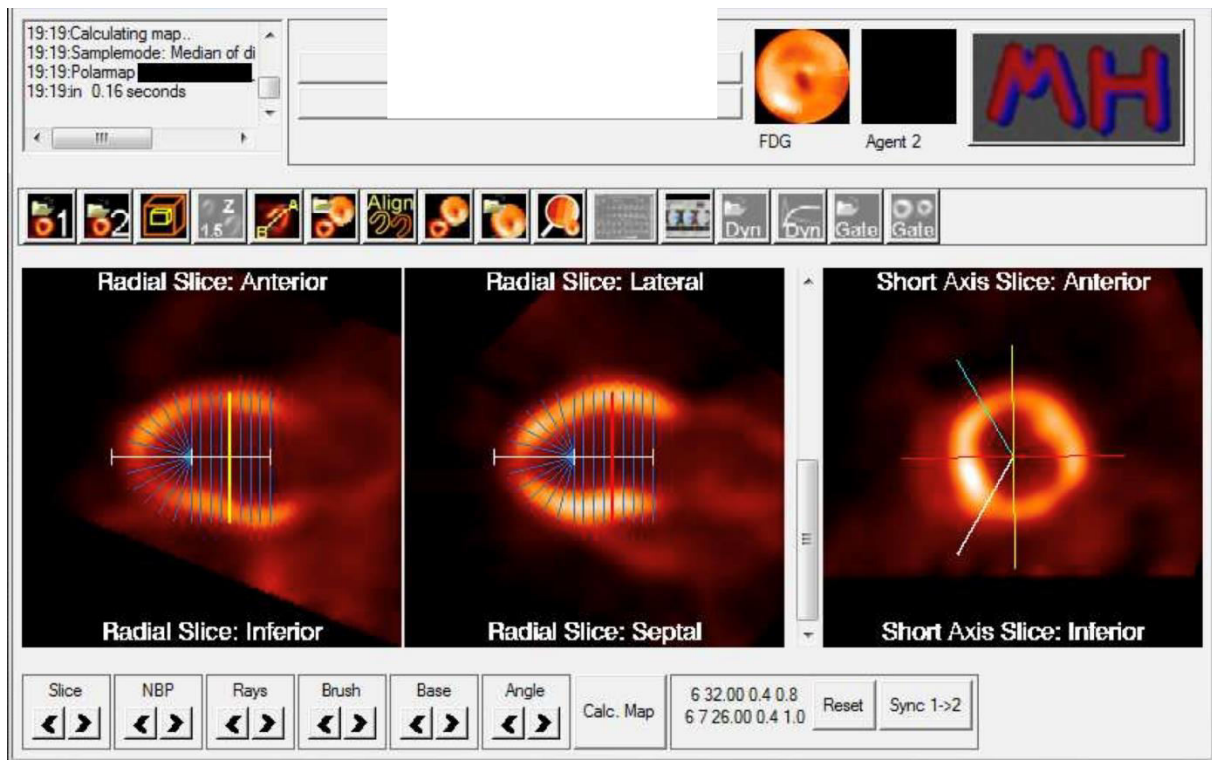 19:19:Calculating map..
19:19:Samplemode: Median of di
19:19:Polarmap
19:19:in 0.16 seconds
FDG
Agent 2
MH
1
2
Z
1.5
A
B
Align
Dyn
Dyn
Gate
Gate
Radial Slice: Anterior
Radial Slice: Inferior
Radial Slice: Lateral
Radial Slice: Septal
Short Axis Slice: Anterior
Short Axis Slice: Inferior
Slice
NBP
Rays
Brush
Base
Angle
Calc. Map
6 32.00 0.4 0.8
6 7 26.00 0.4 1.0
Reset
Sync 1->2